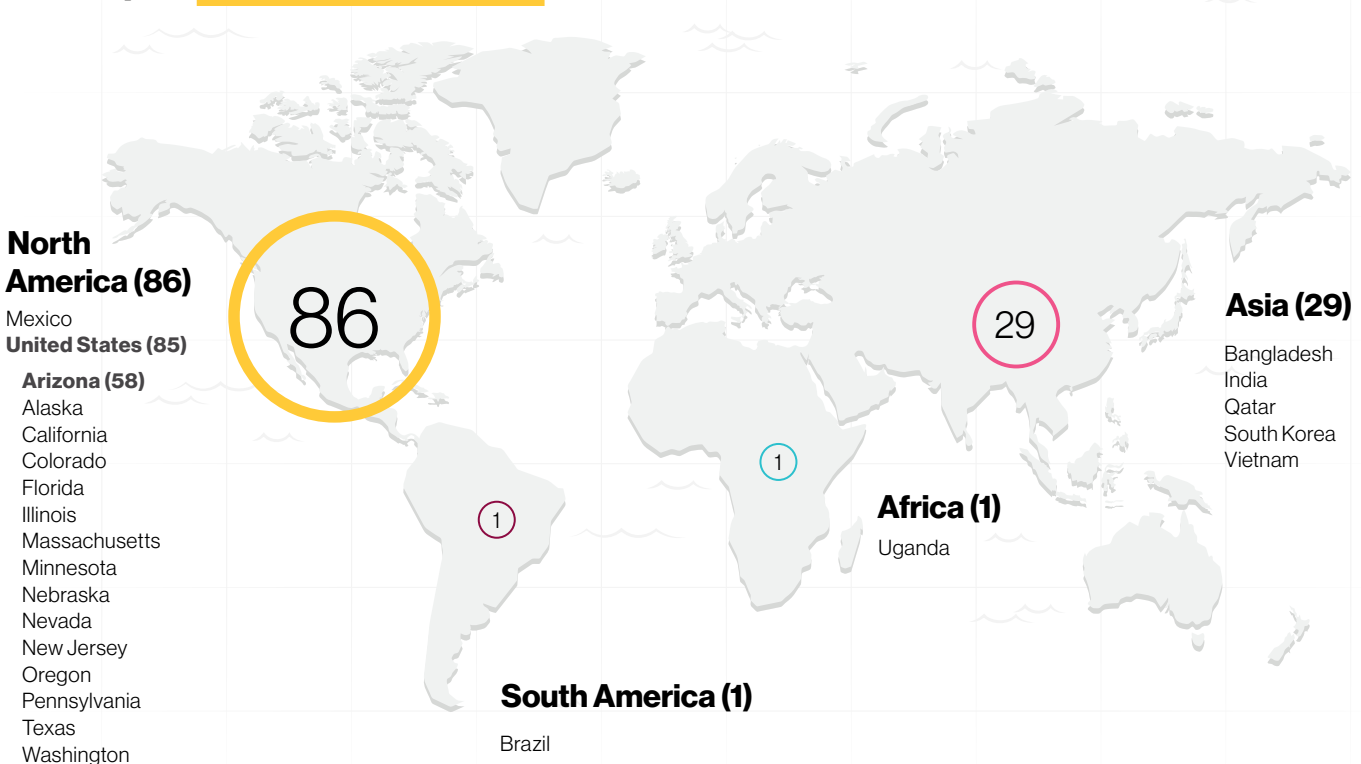 North
America (86)
Mexico
United States (85)
Arizona (58)
Alaska
California
Colorado
Florida
Illinois
Massachusetts
Minnesota
Nebraska
Nevada
New Jersey
Oregon
Pennsylvania
Texas
Washington
86
1
South America (1)
Brazil
1
Africa (1)
Uganda
29
Asia (29)
Bangladesh
India
Qatar
South Korea
Vietnam